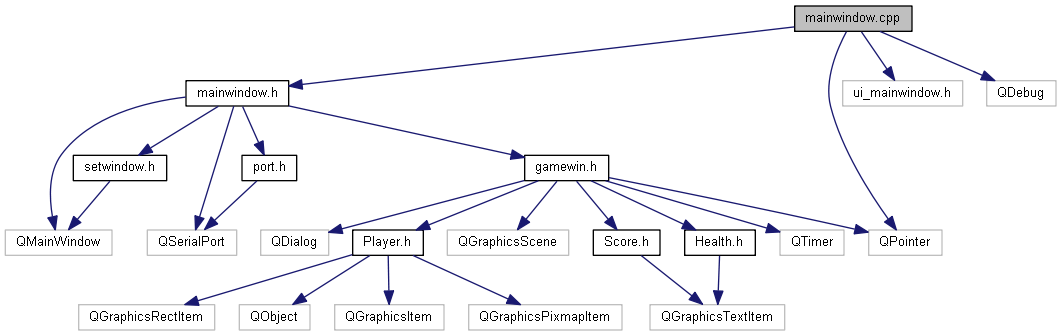 mainwindow.cpp
mainwindow.h
ui_mainwindow.h
QDebug
setwindow.h
port.h
gamewin.h
QMainWindow
QSerialPort
QDialog
Player.h
QGraphicsScene
Score.h
Health.h
QTimer
QPointer
QGraphicsRectItem
QObject
QGraphicsItem
QGraphicsPixmapItem
QGraphicsTextItem